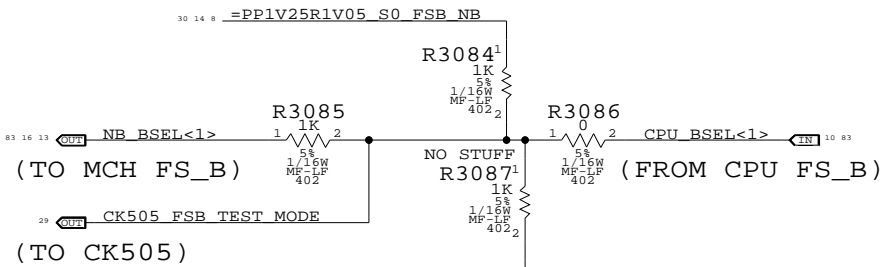 30 14 8 =PP1V25R1V05_S0_FSB_NB
R3084 1
1K
5%
1/16W
MF-LF
402 2
R3085
1K
83 16 13 OUT NB_BSEL<1> 1 2
5%
1/16W
MF-LF
402
(TO MCH FS_B)
R3086
0
1 2 CPU_BSEL<1> IN 10 83
5%
1/16W
MF-LF
402
(FROM CPU FS_B)
NO STUFF
R3087 1
1K
5%
1/16W
MF-LF
402 2
29 OUT CK505_FSB_TEST_MODE
(TO CK505)